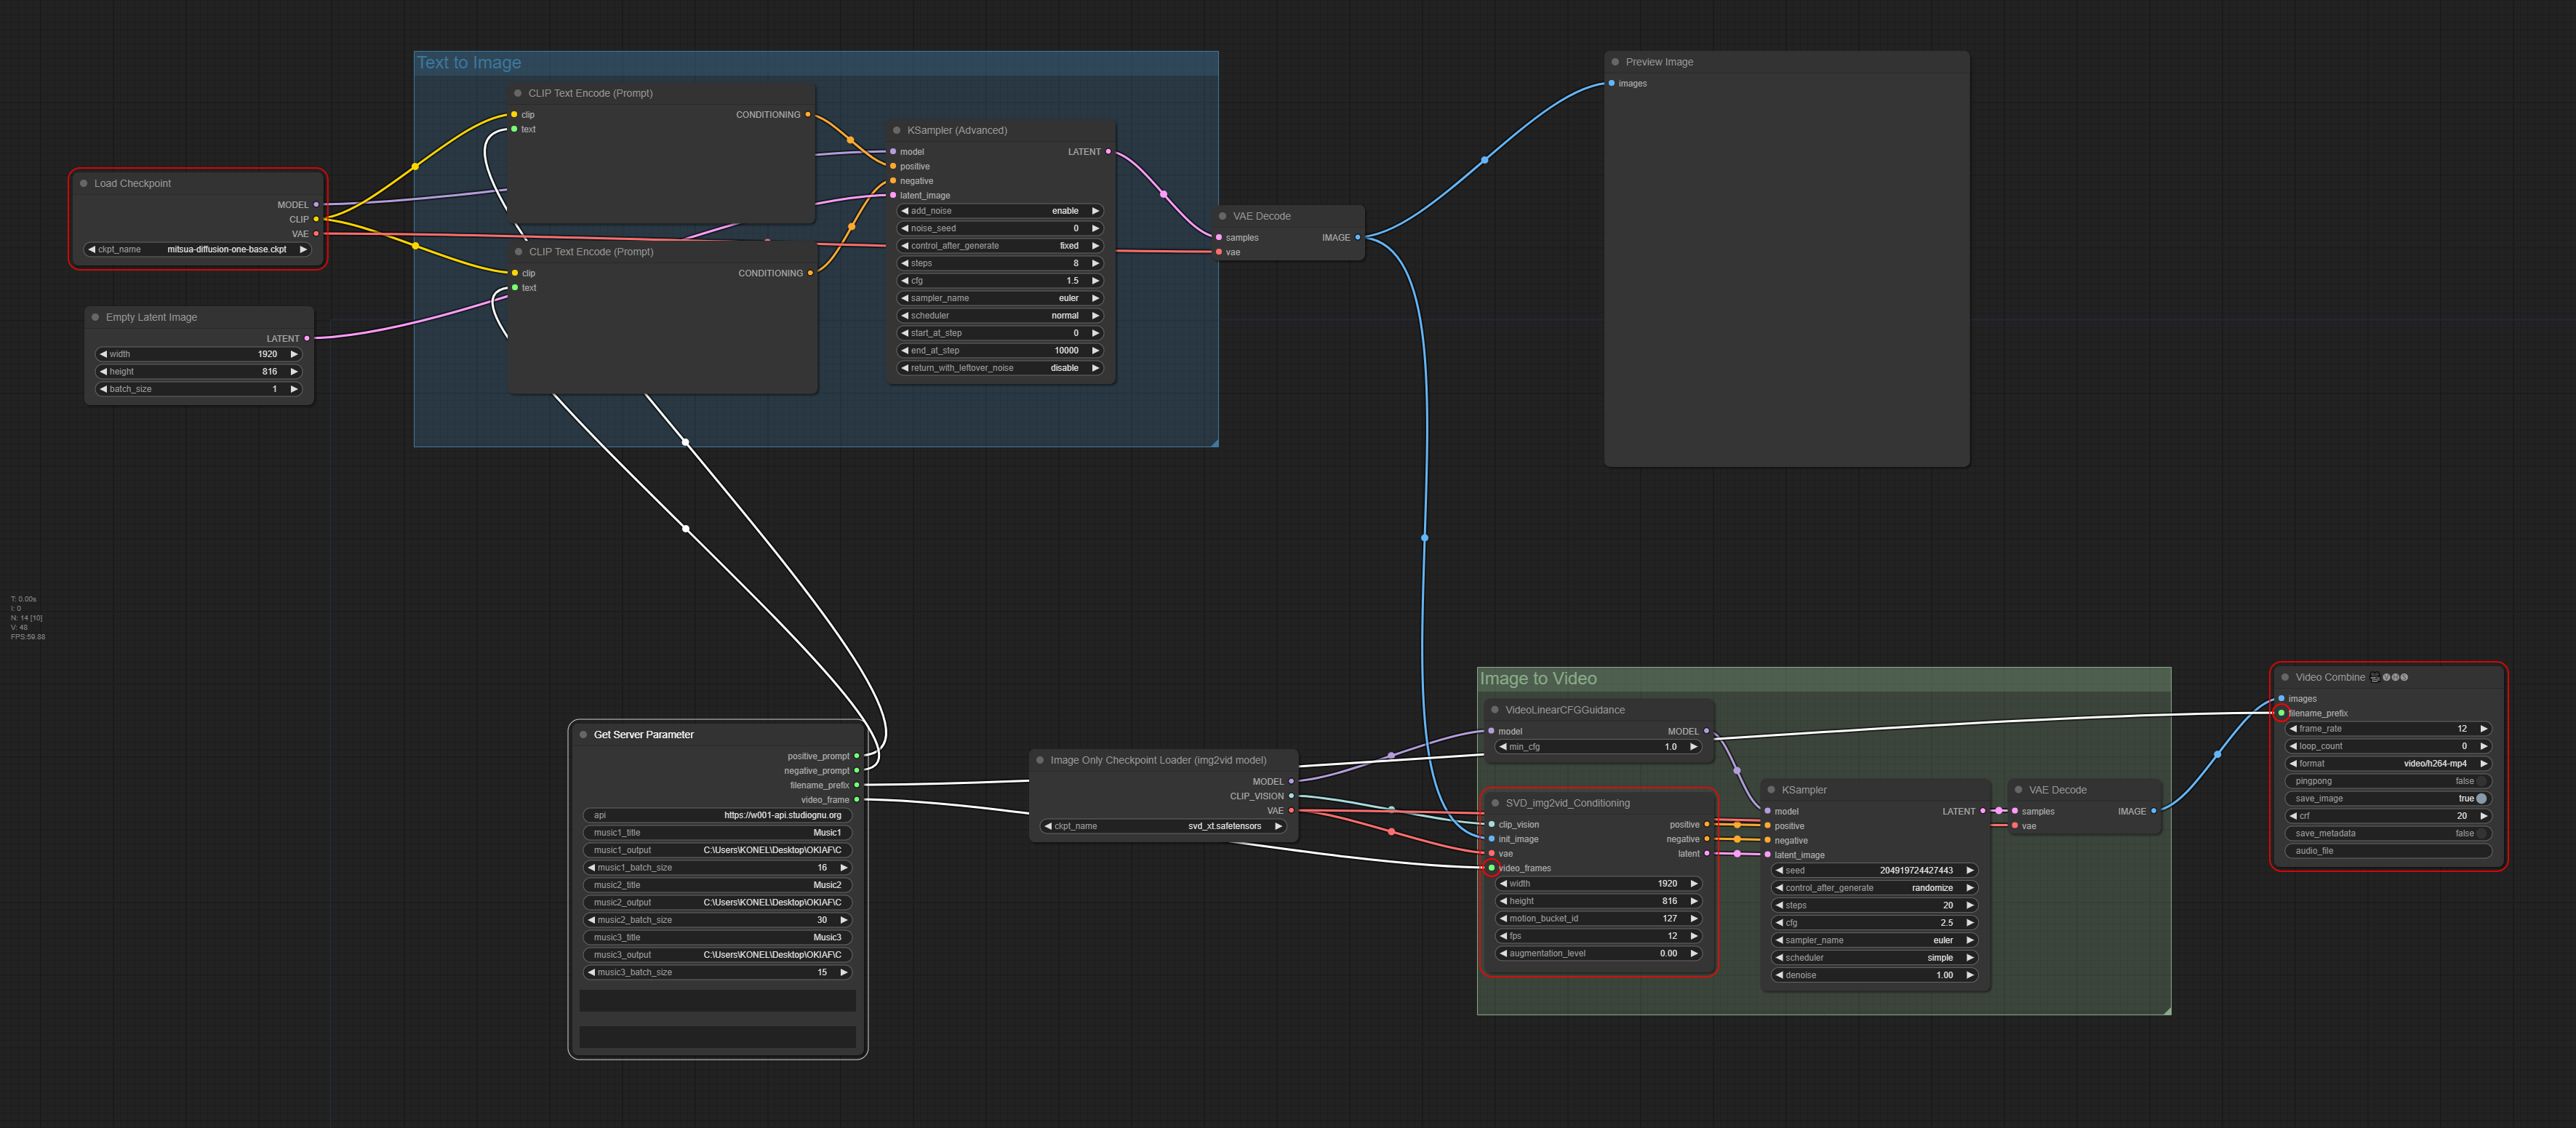 Text to Image
CLIP Text Encode (Prompt)
clip
CONDITIONING
text
CLIP Text Encode (Prompt)
clip
CONDITIONING
text
KSampler (Advanced)
model
LATENT
positive
negative
latent_image
add_noise enable
noise_seed 0
control_after_generate fixed
steps 8
cfg 1.5
sampler_name euler
scheduler normal
start_at_step 0
end_at_step 10000
return_with_leftover_noise disable
Load Checkpoint
MODEL
CLIP
VAE
ckpt_name mitsua-diffusion-one-base.ckpt
Empty Latent Image
LATENT
width 1920
height 816
batch_size 1
VAE Decode
samples IMAGE
vae
Preview Image
images
T: 0.00s
I: 0
N: 14 [10]
V: 48
FPS:59.88
Get Server Parameter
positive_prompt
negative_prompt
filename_prefix
video_frame
api https://w001-api.studiognu.org
music1_title Music1
music1_output C:\Users\KONEL\Desktop\OKIAF\C
music1_batch_size 16
music2_title Music2
music2_output C:\Users\KONEL\Desktop\OKIAF\C
music2_batch_size 30
music3_title Music3
music3_output C:\Users\KONEL\Desktop\OKIAF\C
music3_batch_size 15
Image Only Checkpoint Loader (img2vid model)
MODEL
CLIP_VISION
VAE
ckpt_name svd_xt.safetensors
Image to Video
VideoLinearCFGGuidance
model MODEL
min_cfg 1.0
SVD_img2vid_Conditioning
clip_vision positive
init_image negative
vae latent
video_frames
width 1920
height 816
motion_bucket_id 127
fps 12
augmentation_level 0.00
KSampler
model LATENT
positive
negative
latent_image
seed 204919724427443
control_after_generate randomize
steps 20
cfg 2.5
sampler_name euler
scheduler simple
denoise 1.00
VAE Decode
samples IMAGE
vae
Video Combine 🎥🅥🅗🅢
images
filename_prefix
frame_rate 12
loop_count 0
format video/h264-mp4
pingpong false
save_image true
crf 20
save_metadata false
audio_file